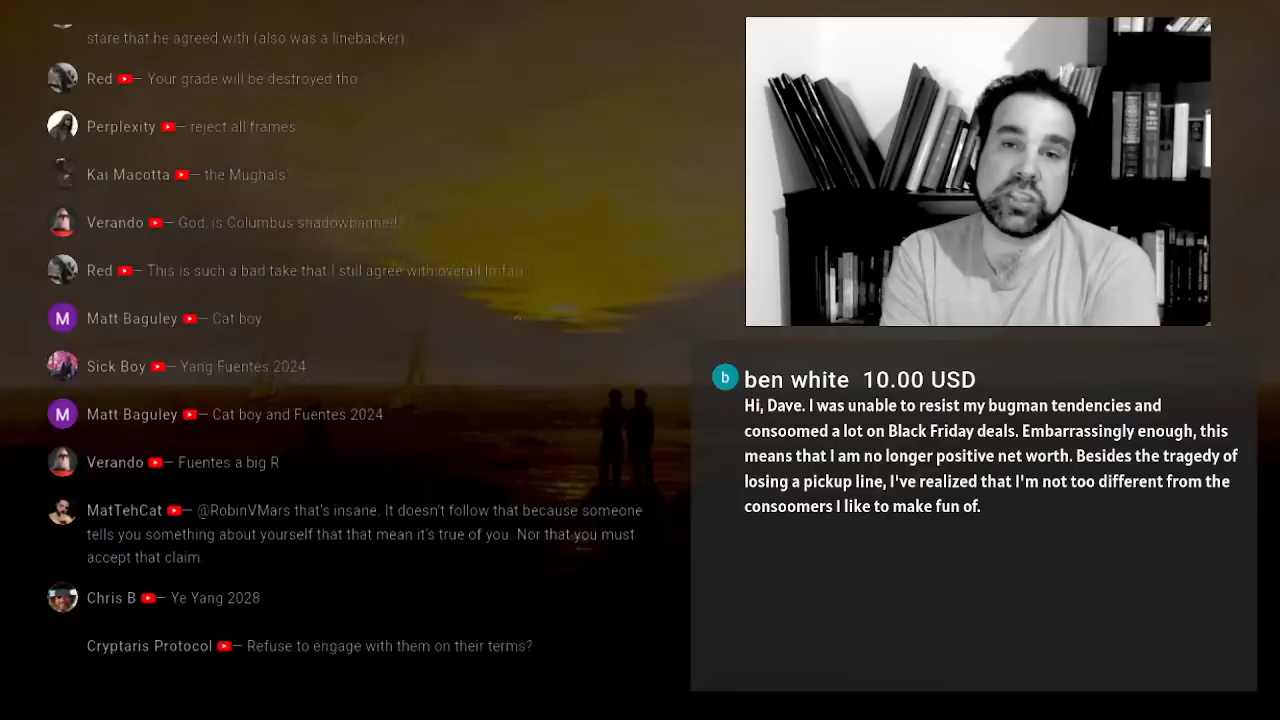 stare that he agreed with (also was a linebacker)
Red — Your grade will be destroyed tho
Perplexity — reject all frames
Kai Macotta — the Mughals
Verando — God, is Columbus shadowbanned?
Red — This is such a bad take that I still agree with overall lmfao
M Matt Baguley — Cat boy
Sick Boy — Yang Fuentes 2024
M Matt Baguley — Cat boy and Fuentes 2024
Verando — Fuentes a big R
MatTehCat — @RobinVMars that's insane. It doesn't follow that because someone
tells you something about yourself that that mean it's true of you. Nor that you must
accept that claim.
Chris B — Ye Yang 2028
Cryptaris Protocol — Refuse to engage with them on their terms?
b ben white 10.00 USD
Hi, Dave. I was unable to resist my bugman tendencies and
consoomed a lot on Black Friday deals. Embarrassingly enough, this
means that I am no longer positive net worth. Besides the tragedy of
losing a pickup line, I've realized that I'm not too different from the
consoomers I like to make fun of.